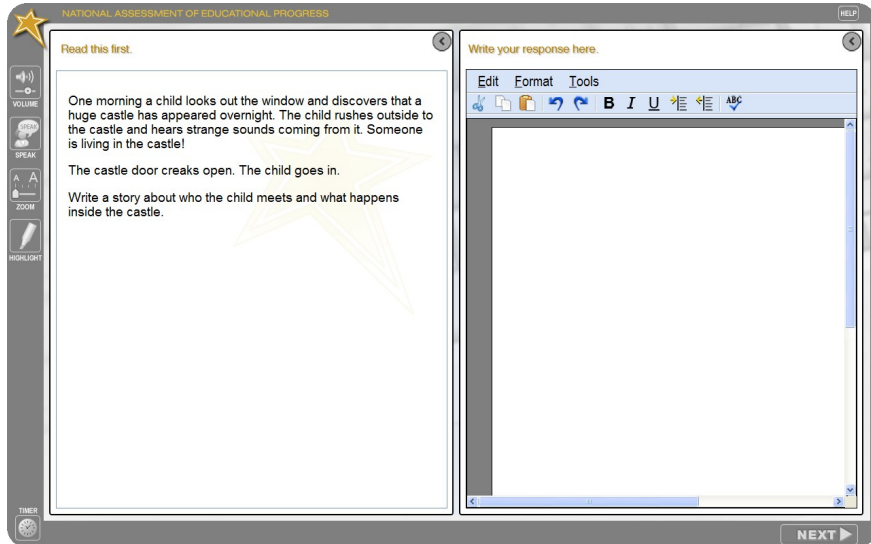 NATIONAL ASSESSMENT OF EDUCATIONAL PROGRESS
HELP
Read this first.
One morning a child looks out the window and discovers that a
huge castle has appeared overnight. The child rushes outside to
the castle and hears strange sounds coming from it. Someone
is living in the castle!
The castle door creaks open. The child goes in.
Write a story about who the child meets and what happens
inside the castle.
Write your response here.
Edit Format Tools
B I U ABC
VOLUME
SPEAK
SPEAK
A A
ZOOM
HIGHLIGHT
TIMER
NEXT